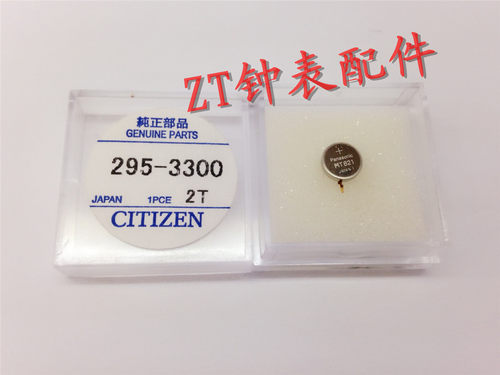 ZT钟表配件
純正部品
GENUINE PARTS
295-3300
JAPAN 1PCE 2T
CITIZEN
+
Panasonic
MT621